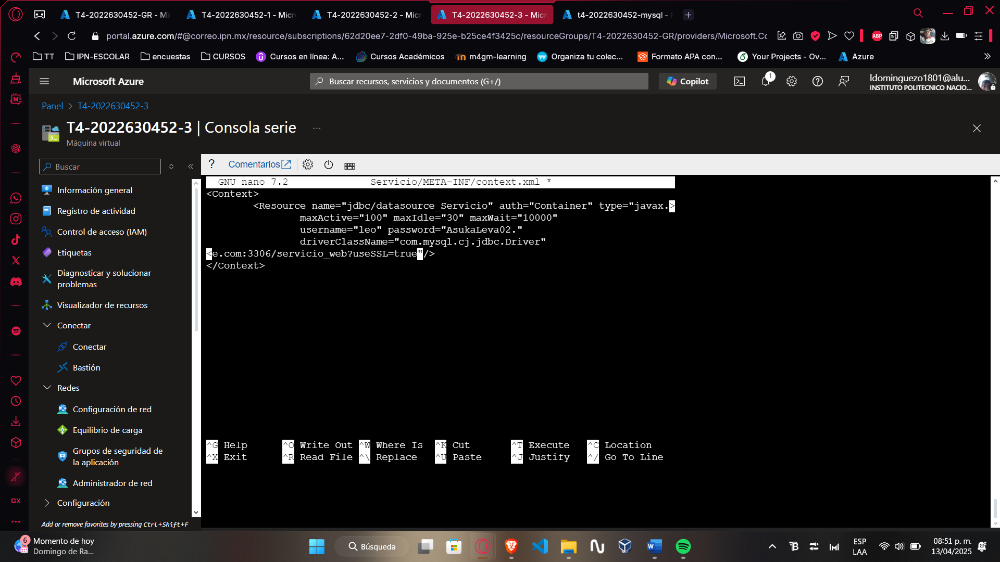 T4-2022630452-GR - Mi
T4-2022630452-1 - Micr
T4-2022630452-2 - Micr
T4-2022630452-3 - Micr
t4-2022630452-mysql -
portal.azure.com/#@correo.ipn.mx/resource/subscriptions/62d20ee7-2df0-49ba-925e-b25ce4f3425c/resourceGroups/T4-2022630452-GR/providers/Microsoft.Cc
ABP
TT
IPN-ESCOLAR
encuestas
CURSOS
Cursos en línea: A...
Cursos Académicos
m4gm-learning
Organiza tu colec...
Formato APA con...
Your Projects - Ov...
Azure
Microsoft Azure
Buscar recursos, servicios y documentos (G+/)
Copilot
1
ldominguezo1801@alu...
INSTITUTO POLITECNICO NACIO...
Panel > T4-2022630452-3
T4-2022630452-3 | Consola serie ...
Máquina virtual
Buscar
? Comentarios
Información general
Registro de actividad
Control de acceso (IAM)
Etiquetas
Diagnosticar y solucionar
problemas
Visualizador de recursos
Conectar
Conectar
Bastión
Redes
Configuración de red
Equilibrio de carga
Grupos de seguridad de
la aplicación
Administrador de red
Configuración
Add or remove favorites by pressing Ctrl+Shift+F
GNU nano 7.2 Servicio/META-INF/context.xml *
<Context>
<Resource name="jdbc/datasource_Servicio" auth="Container" type="javax.>
maxActive="100" maxIdle="30" maxWait="10000"
username="leo" password="AsukaLeva02."
driverClassName="com.mysql.cj.jdbc.Driver"
<e.com:3306/servicio_web?useSSL=true"/>
</Context>
^G Help ^O Write Out ^W Where Is ^K Cut ^T Execute ^C Location
^X Exit ^R Read File ^\ Replace ^U Paste ^J Justify ^/ Go To Line
GX
6
Momento de hoy
Domingo de Ra...
Búsqueda
ESP
LAA
08:51 p. m.
13/04/2025